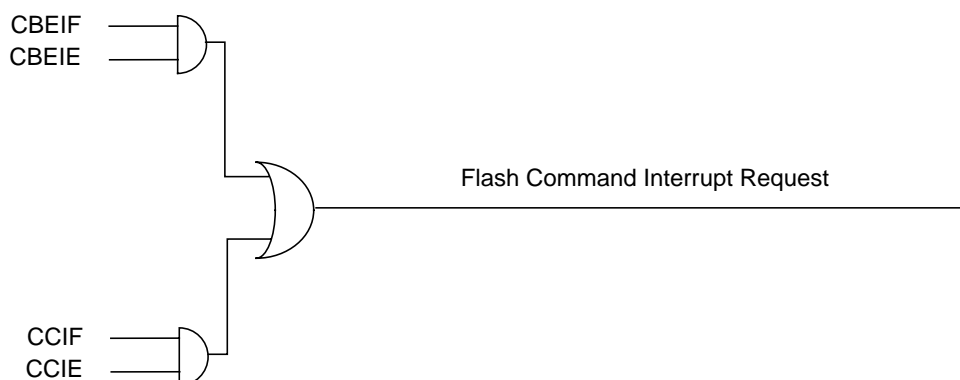 CBEIF
CBEIE
Flash Command Interrupt Request
CCIF
CCIE